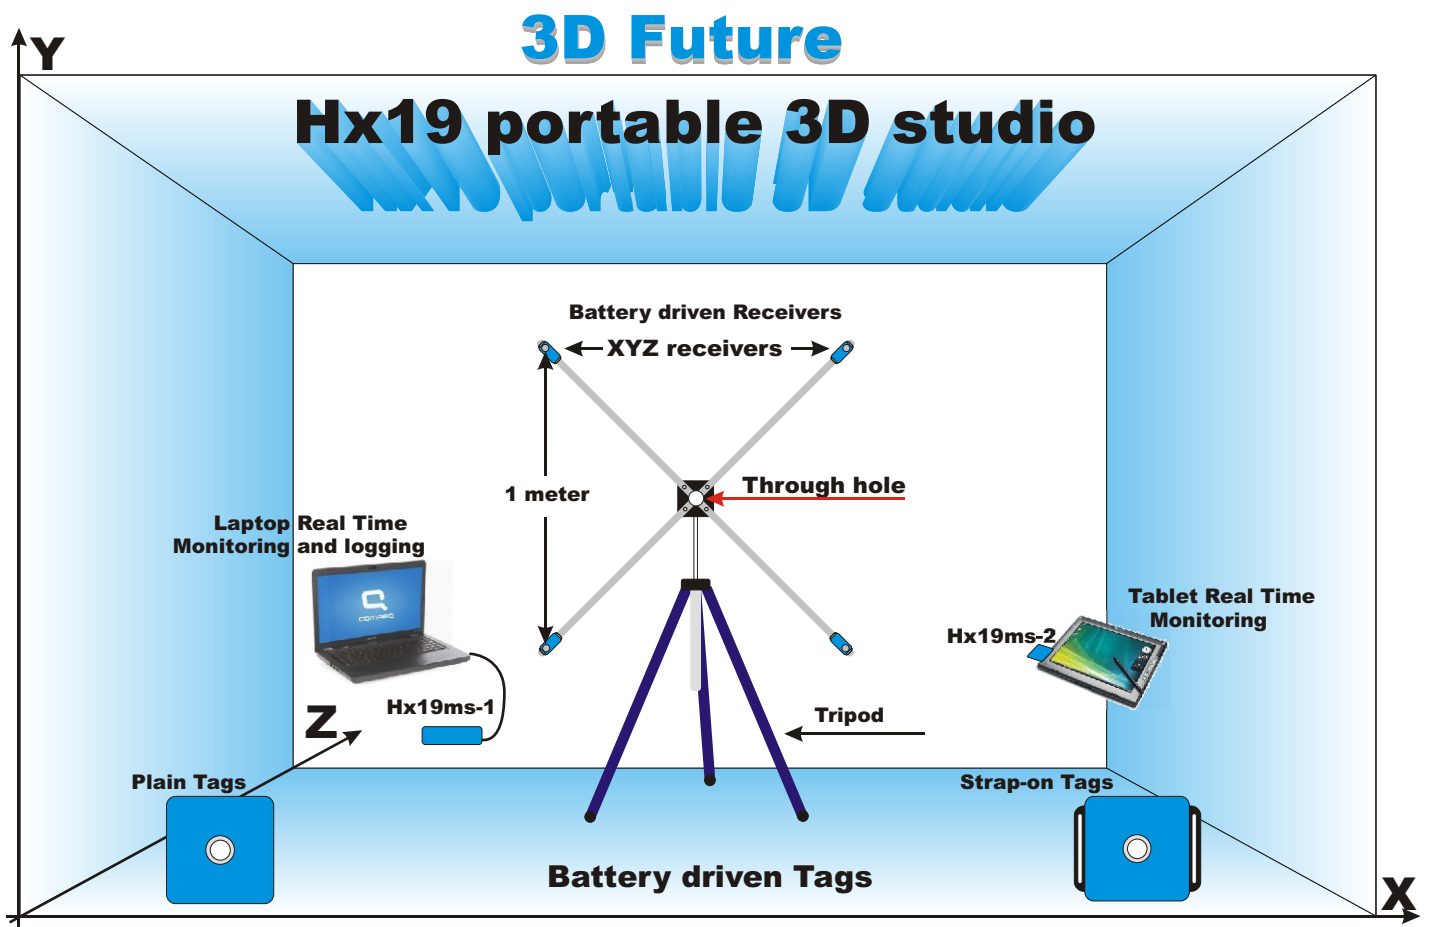 3D Future
Y
Hx19 portable 3D studio
Battery driven Receivers
XYZ receivers
Through hole
1 meter
Laptop Real Time
Monitoring and logging
COMPAQ
Tablet Real Time
Monitoring
Hx19ms-2
Hx19ms-1
Z
Tripod
Plain Tags
Strap-on Tags
Battery driven Tags
X